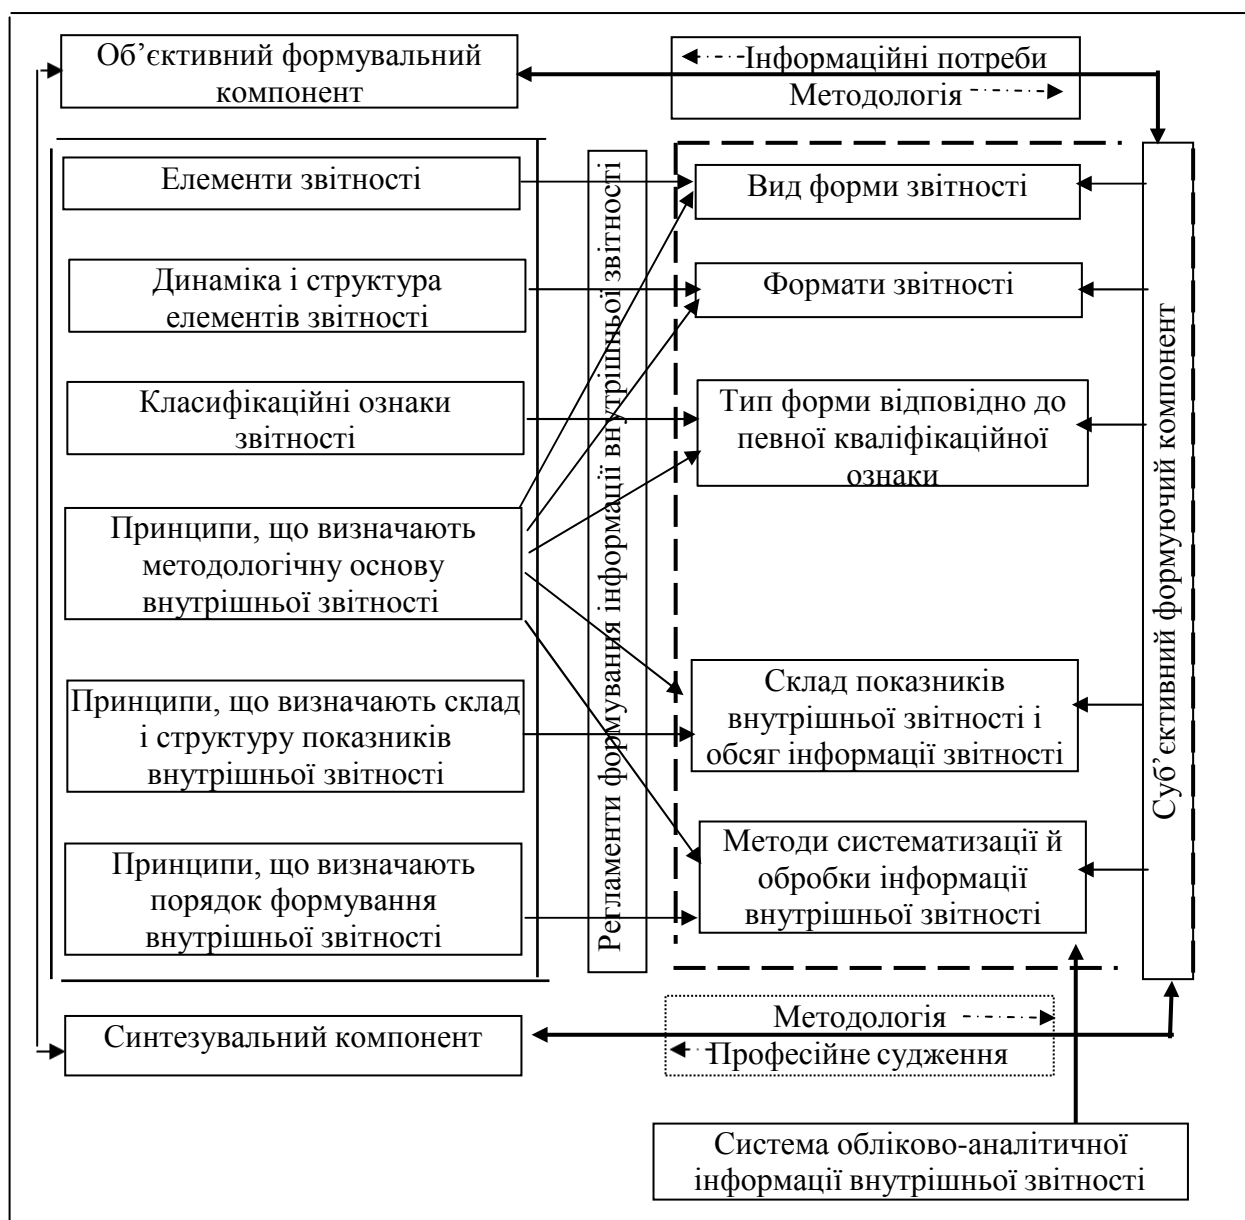 Об’єктивний формувальний
компонент
Інформаційні потреби
Методологія
Елементи звітності
Динаміка і структура
елементів звітності
Класифікаційні ознаки
звітності
Принципи, що визначають
методологічну основу
внутрішньої звітності
Принципи, що визначають склад
і структуру показників
внутрішньої звітності
Принципи, що визначають
порядок формування
внутрішньої звітності
Регламенти формування інформації внутрішньої звітності
Вид форми звітності
Формати звітності
Тип форми відповідно до
певної кваліфікаційної
ознаки
Склад показників
внутрішньої звітності і
обсяг інформації звітності
Методи систематизації й
обробки інформації
внутрішньої звітності
Суб’єктивний формуючий компонент
Синтезувальний компонент
Методологія
Професійне судження
Система обліково-аналітичної
інформації внутрішньої звітності